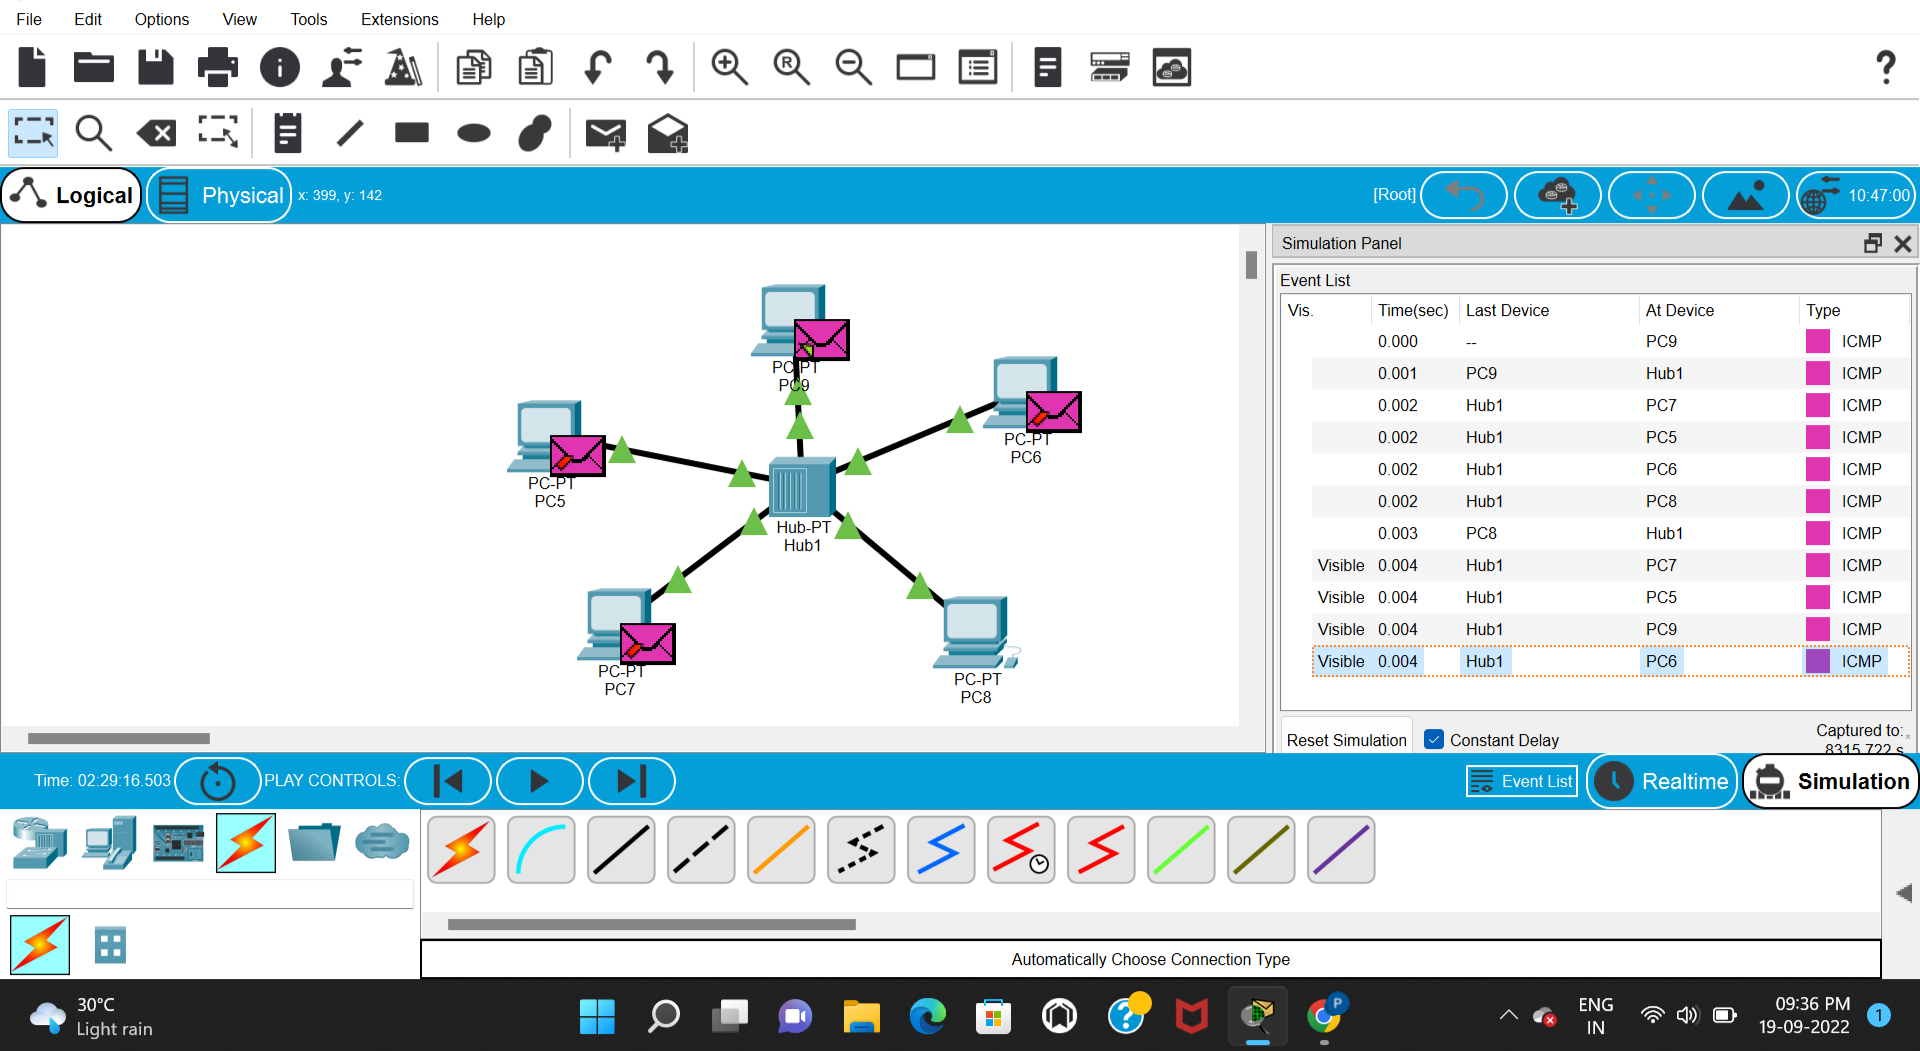 File Edit Options View Tools Extensions Help
Logical Physical x: 399, y: 142 [Root] 10:47:00
Simulation Panel
Event List
Vis. Time(sec) Last Device At Device Type
0.000 -- PC9 ICMP
0.001 PC9 Hub1 ICMP
0.002 Hub1 PC7 ICMP
0.002 Hub1 PC5 ICMP
0.002 Hub1 PC6 ICMP
0.002 Hub1 PC8 ICMP
0.003 PC8 Hub1 ICMP
Visible 0.004 Hub1 PC7 ICMP
Visible 0.004 Hub1 PC5 ICMP
Visible 0.004 Hub1 PC9 ICMP
Visible 0.004 Hub1 PC6 ICMP
Reset Simulation Constant Delay Captured to:
8315.722 s
PC-PT
PC9
PC-PT
PC6
PC-PT
PC5
Hub-PT
Hub1
PC-PT
PC7
PC-PT
PC8
Time: 02:29:16.503 PLAY CONTROLS: Event List Realtime Simulation
Automatically Choose Connection Type
30°C
Light rain
ENG
IN
09:36 PM
19-09-2022
1
P